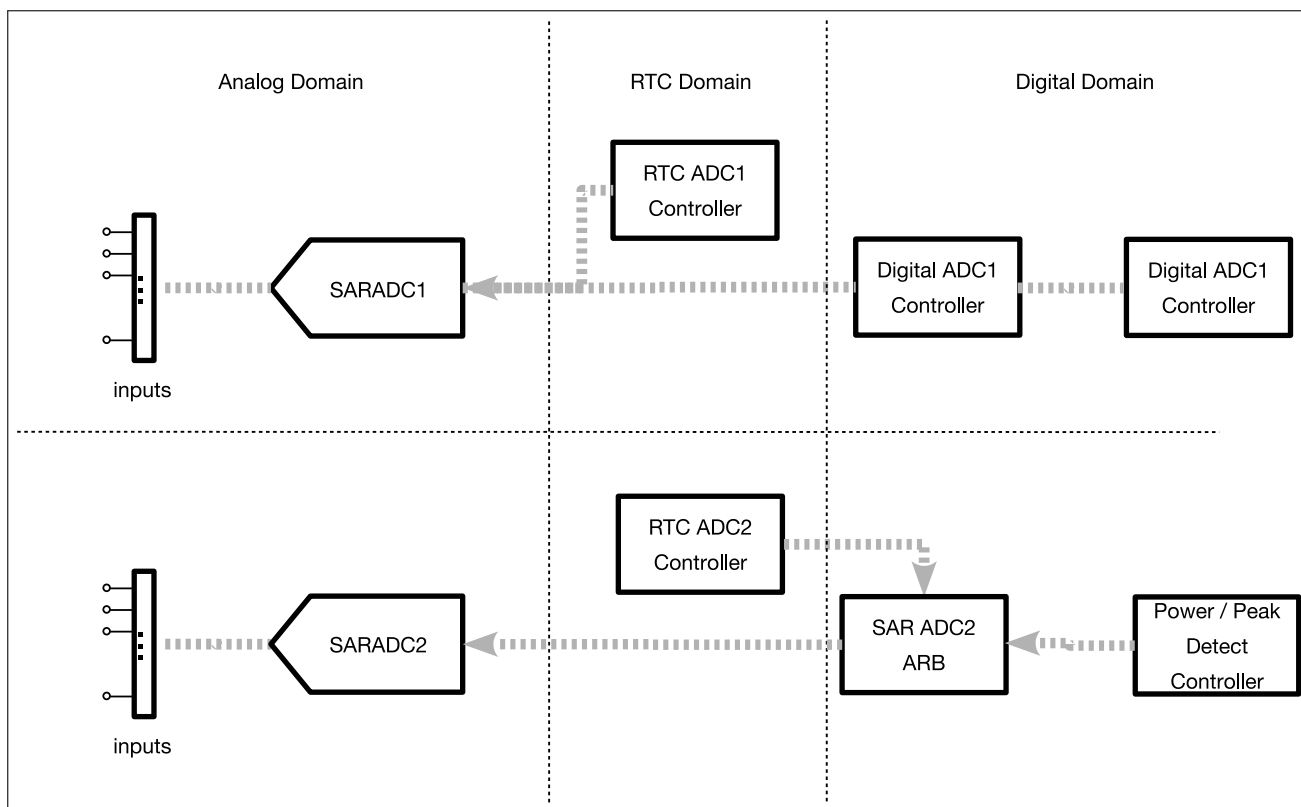 Analog Domain
RTC Domain
Digital Domain
RTC ADC1
Controller
SARADC1
Digital ADC1
Controller
Digital ADC1
Controller
inputs
RTC ADC2
Controller
SARADC2
SAR ADC2
ARB
Power / Peak
Detect
Controller
inputs